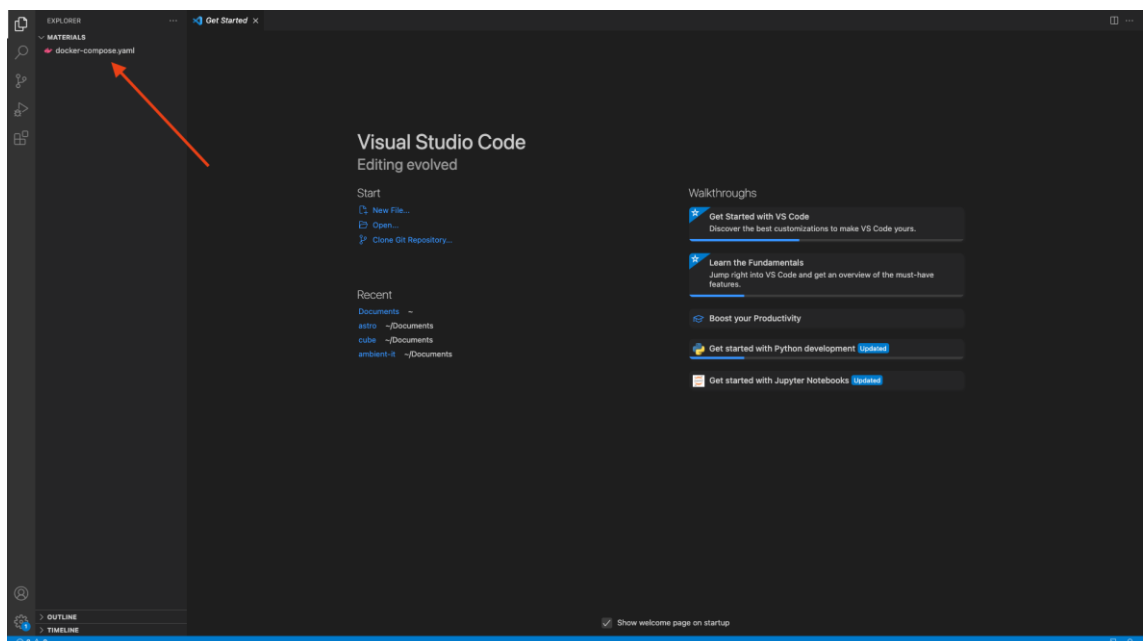 EXPLORER
Get Started
MATERIALS
docker-compose.yaml
Visual Studio Code
Editing evolved
Start
New File...
Open...
Clone Git Repository...
Recent
Documents ~
astro ~/Documents
cube ~/Documents
ambient-it ~/Documents
Walkthroughs
Get Started with VS Code
Discover the best customizations to make VS Code yours.
Learn the Fundamentals
Jump right into VS Code and get an overview of the must-have
features.
Boost your Productivity
Get started with Python development Updated
Get started with Jupyter Notebooks Updated
1
OUTLINE
TIMELINE
Show welcome page on startup